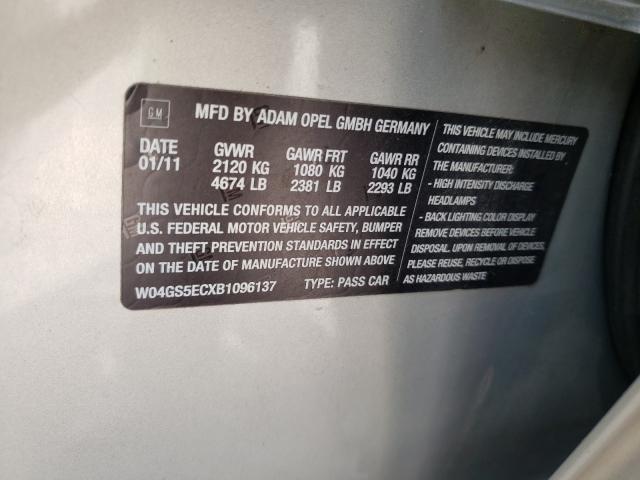 GM
MFD BY ADAM OPEL GMBH GERMANY
DATE GVWR GAWR FRT GAWR RR
01/11 2120 KG 1080 KG 1040 KG
4674 LB 2381 LB 2293 LB
THIS VEHICLE CONFORMS TO ALL APPLICABLE
U.S. FEDERAL MOTOR VEHICLE SAFETY, BUMPER
AND THEFT PREVENTION STANDARDS IN EFFECT
ON THE DATE OF MANUFACTURE SHOWN ABOVE
W04GS5ECXB1096137 TYPE: PASS CAR
THIS VEHICLE MAY INCLUDE MERCURY
CONTAINING DEVICES INSTALLED BY
THE MANUFACTURER:
- HIGH INTENSITY DISCHARGE
HEADLAMPS
- BACK LIGHTING COLOR DISPLAY
REMOVE DEVICES BEFORE VEHICLE
DISPOSAL. UPON REMOVAL OF DEVICES,
PLEASE REUSE, RECYCLE OR DISPOSE
AS HAZARDOUS WASTE